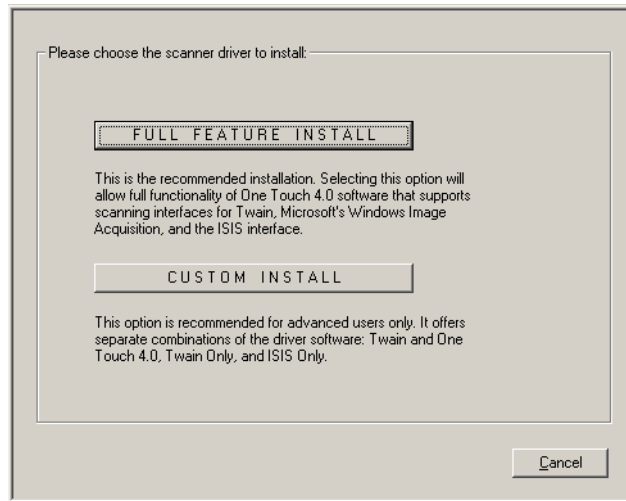 Please choose the scanner driver to install:
FULL FEATURE INSTALL
This is the recommended installation. Selecting this option will
allow full functionality of One Touch 4.0 software that supports
scanning interfaces for Twain, Microsoft's Windows Image
Acquisition, and the ISIS interface.
CUSTOM INSTALL
This option is recommended for advanced users only. It offers
separate combinations of the driver software: Twain and One
Touch 4.0, Twain Only, and ISIS Only.
Cancel